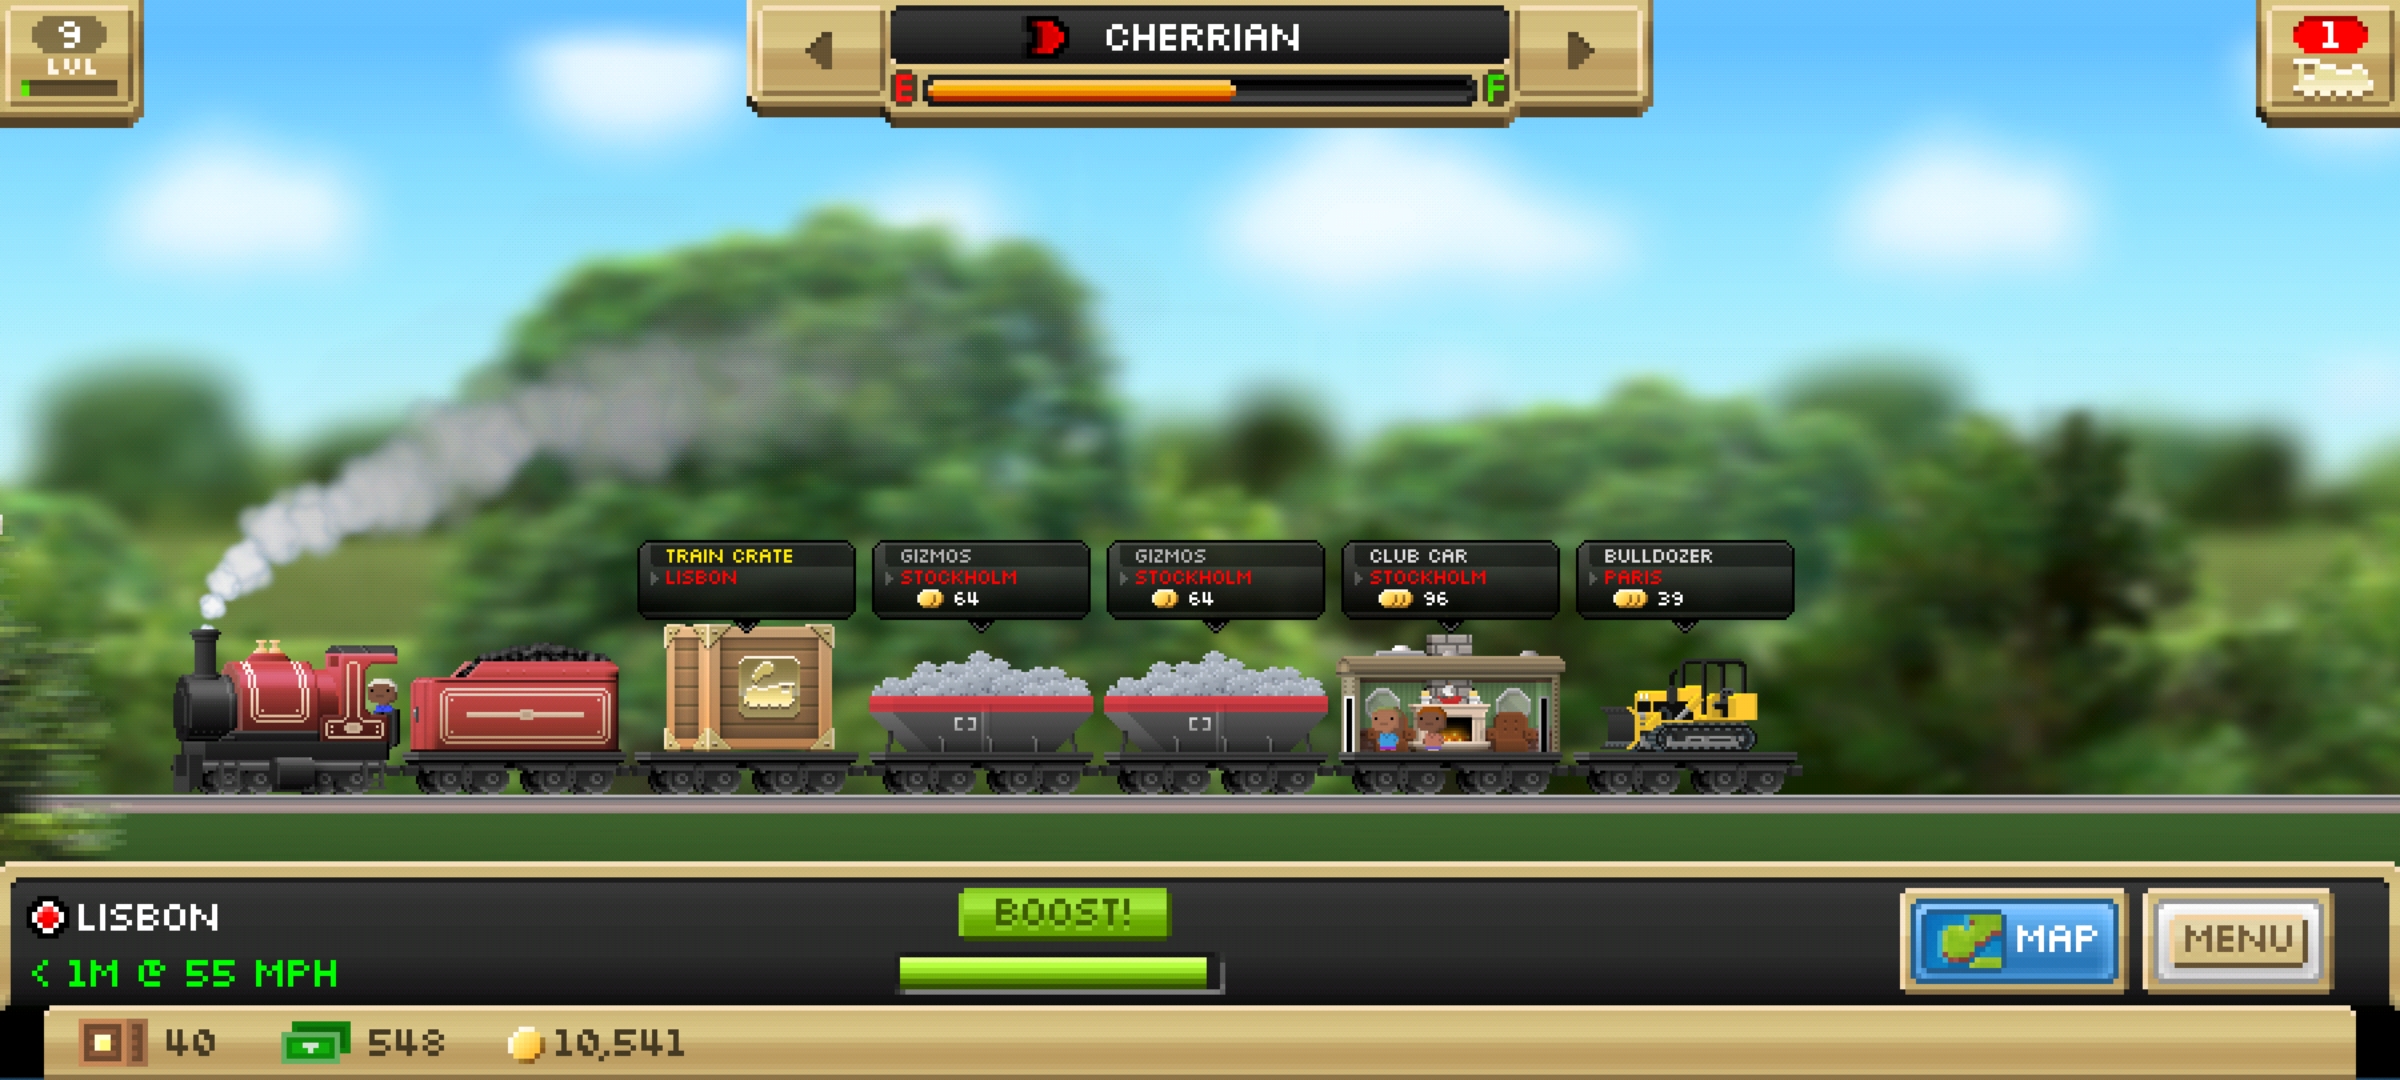 9
LVL
CHERRIAN
E F
1
TRAIN CRATE
LISBON
GIZMOS
STOCKHOLM
64
GIZMOS
STOCKHOLM
64
CLUB CAR
STOCKHOLM
96
BULLDOZER
PARIS
39
LISBON
< 1M @ 55 MPH
BOOST!
MAP
MENU
40
548
10,541